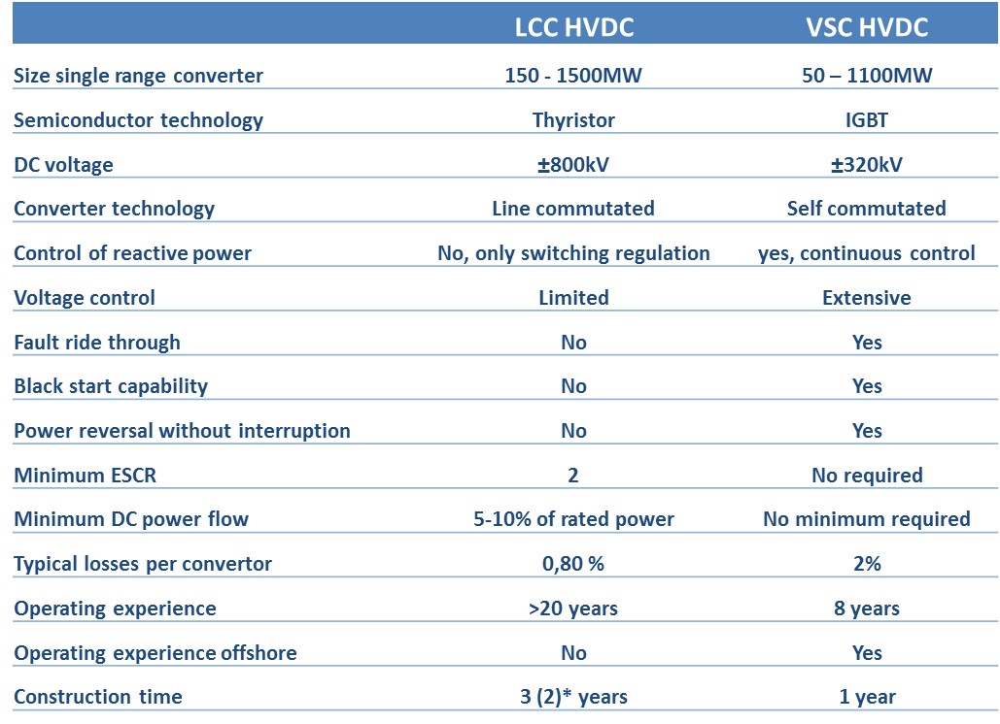 LCC HVDC VSC HVDC
Size single range converter 150 - 1500MW 50 – 1100MW
Semiconductor technology Thyristor IGBT
DC voltage ±800kV ±320kV
Converter technology Line commutated Self commutated
Control of reactive power No, only switching regulation yes, continuous control
Voltage control Limited Extensive
Fault ride through No Yes
Black start capability No Yes
Power reversal without interruption No Yes
Minimum ESCR 2 No required
Minimum DC power flow 5-10% of rated power No minimum required
Typical losses per convertor 0,80 % 2%
Operating experience >20 years 8 years
Operating experience offshore No Yes
Construction time 3 (2)* years 1 year